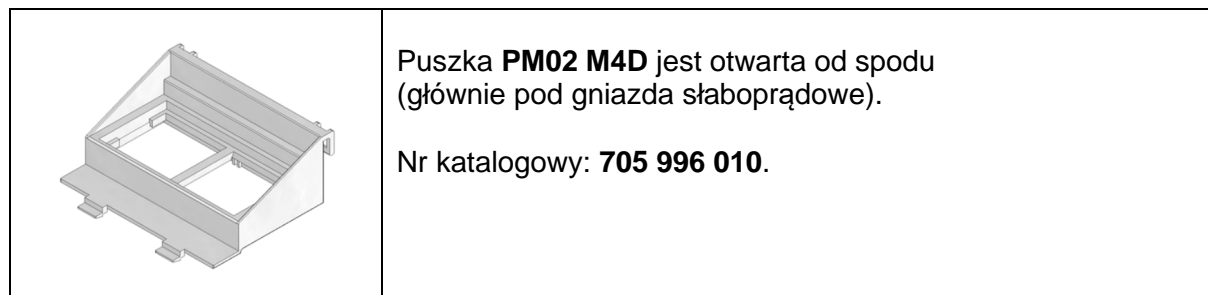 Puszka PM02 M4D jest otwarta od spodu
(głównie pod gniazda słaboprądowe).
Nr katalogowy: 705 996 010.